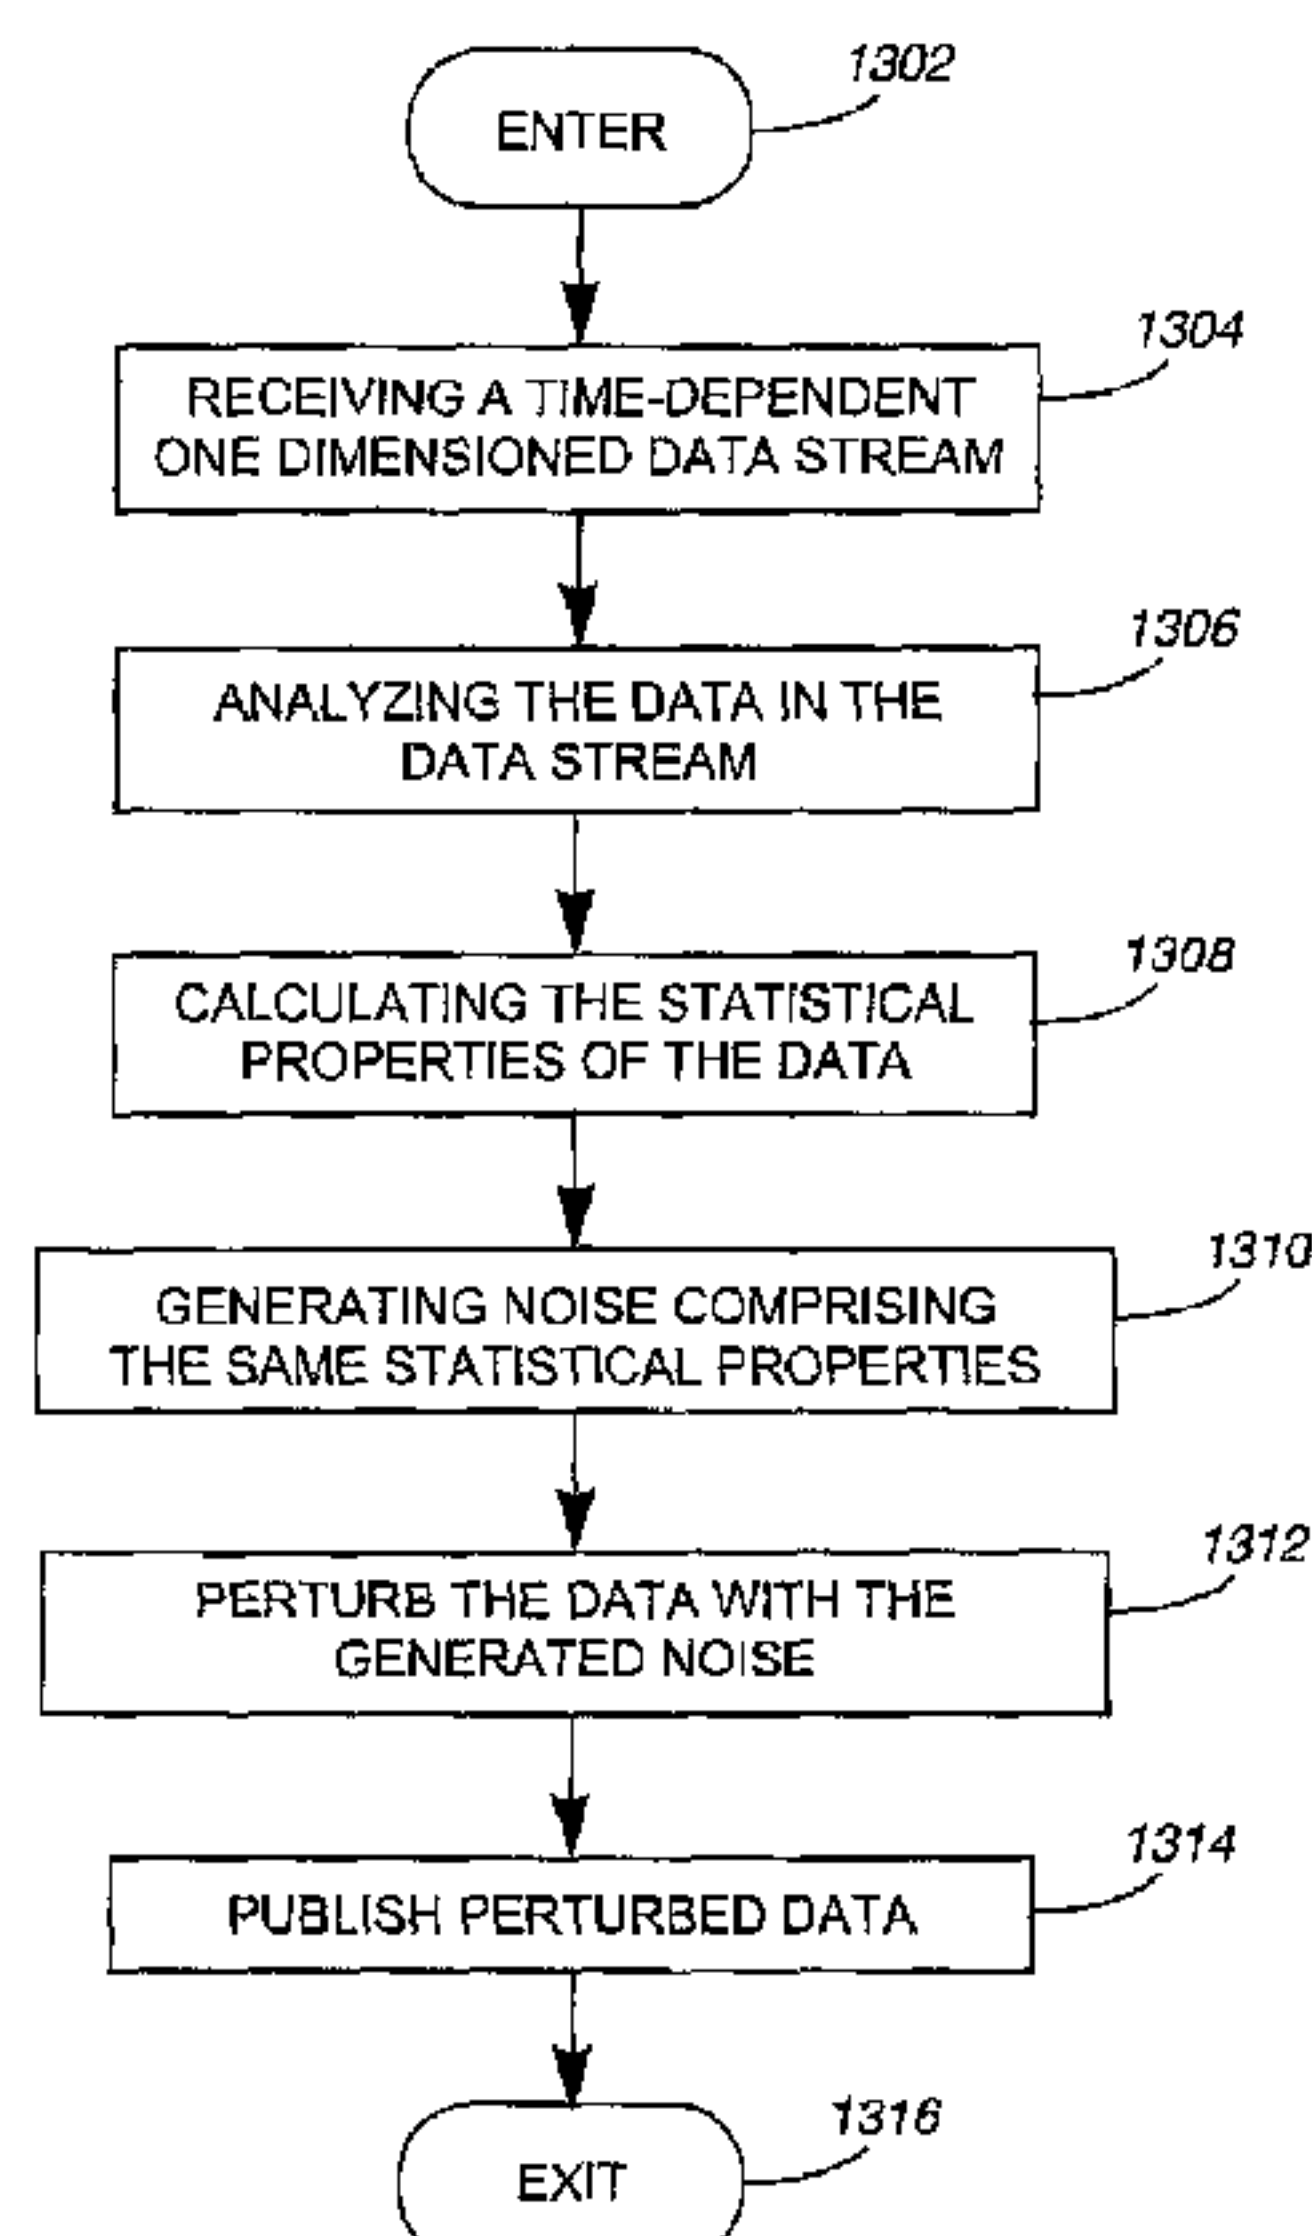 1302
ENTER
1304
RECEIVING A TIME-DEPENDENT
ONE DIMENSIONED DATA STREAM
1306
ANALYZING THE DATA IN THE
DATA STREAM
1308
CALCULATING THE STATISTICAL
PROPERTIES OF THE DATA
1310
GENERATING NOISE COMPRISING
THE SAME STATISTICAL PROPERTIES
1312
PERTURB THE DATA WITH THE
GENERATED NOISE
1314
PUBLISH PERTURBED DATA
1316
EXIT